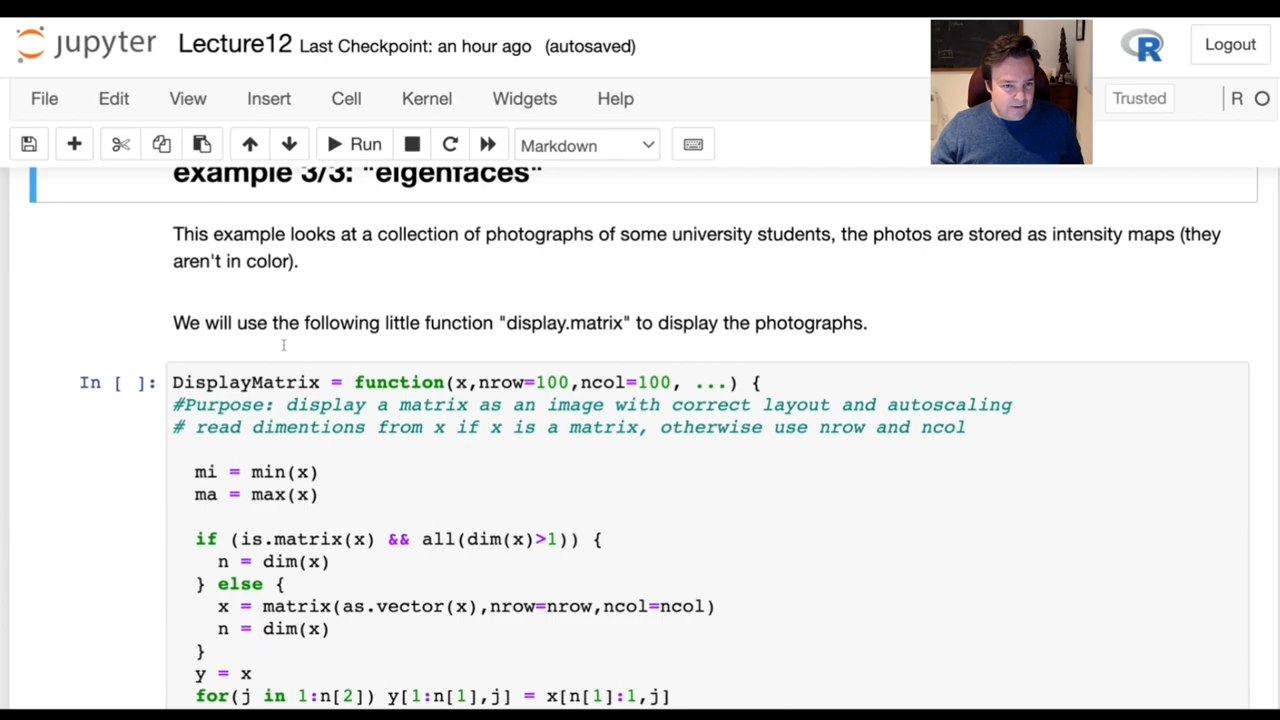 jupyter Lecture12 Last Checkpoint: an hour ago (autosaved) R Logout
File Edit View Insert Cell Kernel Widgets Help Trusted R
Run Markdown
example 3/3: "eigenfaces"
This example looks at a collection of photographs of some university students, the photos are stored as intensity maps (they
aren't in color).
We will use the following little function "display.matrix" to display the photographs.
In [ ]: DisplayMatrix = function(x,nrow=100,ncol=100, ...) {
#Purpose: display a matrix as an image with correct layout and autoscaling
# read dimentions from x if x is a matrix, otherwise use nrow and ncol
mi = min(x)
ma = max(x)
if (is.matrix(x) && all(dim(x)>1)) {
n = dim(x)
} else {
x = matrix(as.vector(x),nrow=nrow,ncol=ncol)
n = dim(x)
}
y = x
for(j in 1:n[2]) y[1:n[1],j] = x[n[1]:1,j]